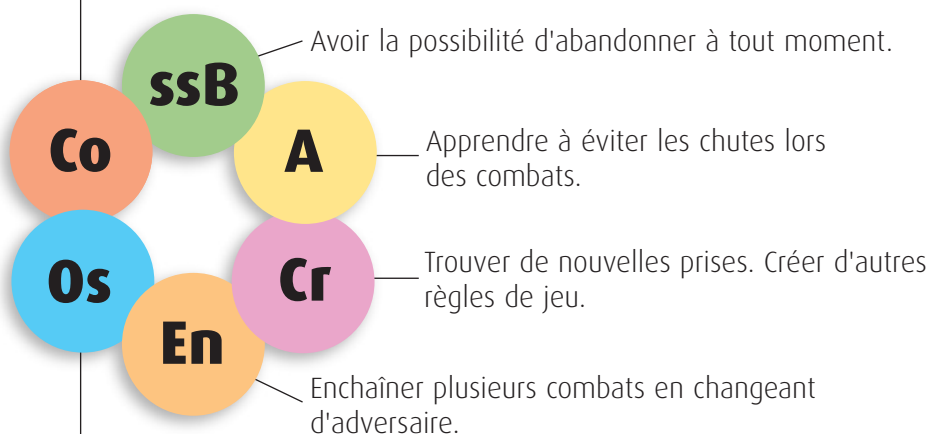 ssB
Avoir la possibilité d'abandonner à tout moment.
Co
A
Apprendre à éviter les chutes lors
des combats.
Os
Cr
Trouver de nouvelles prises. Créer d'autres
règles de jeu.
En
Enchaîner plusieurs combats en changeant
d'adversaire.